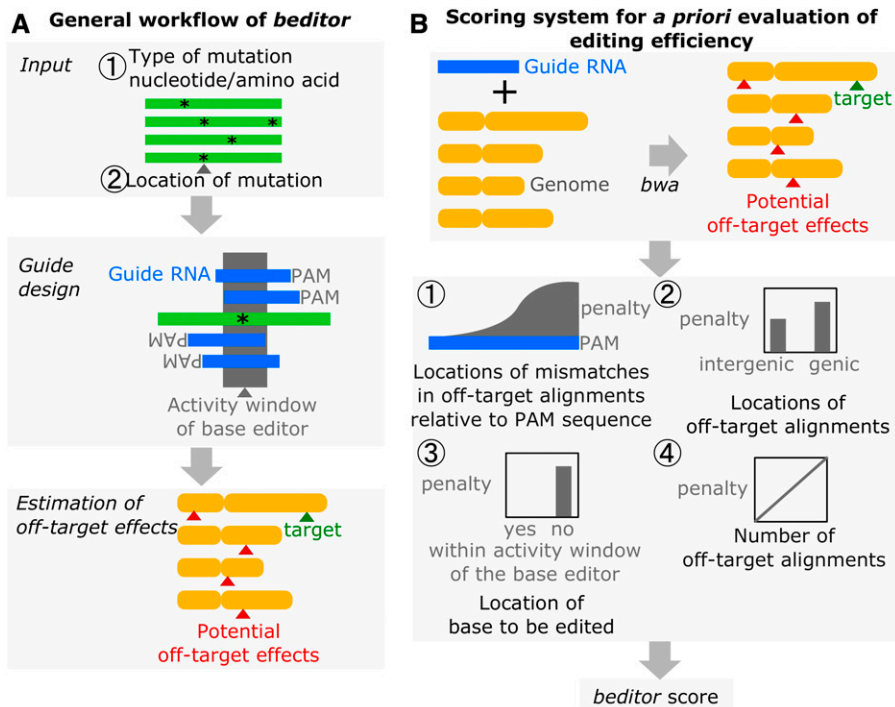 A
General workflow of beditor
Input
① Type of mutation
nucleotide/amino acid
*
* *
*
*
② Location of mutation
Guide
design
Guide RNA
PAM
PAM
*
PAM
PAM
Activity window
of base editor
Estimation of
off-target effects
target
Potential
off-target effects
B
Scoring system for a priori evaluation of
editing efficiency
Guide RNA
+
Genome
bwa
target
Potential
off-target effects
①
penalty
PAM
Locations of mismatches
in off-target alignments
relative to PAM sequence
②
penalty
intergenic genic
Locations of
off-target alignments
③
penalty
yes no
within activity window
of the base editor
Location of
base to be edited
④
penalty
Number of
off-target alignments
beditor score